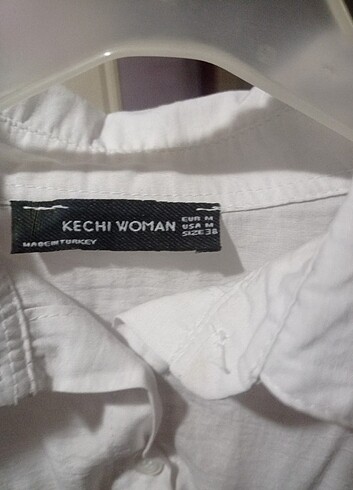 KECHI WOMAN
EUR M
USA M
SIZE 38
MADE IN TURKEY